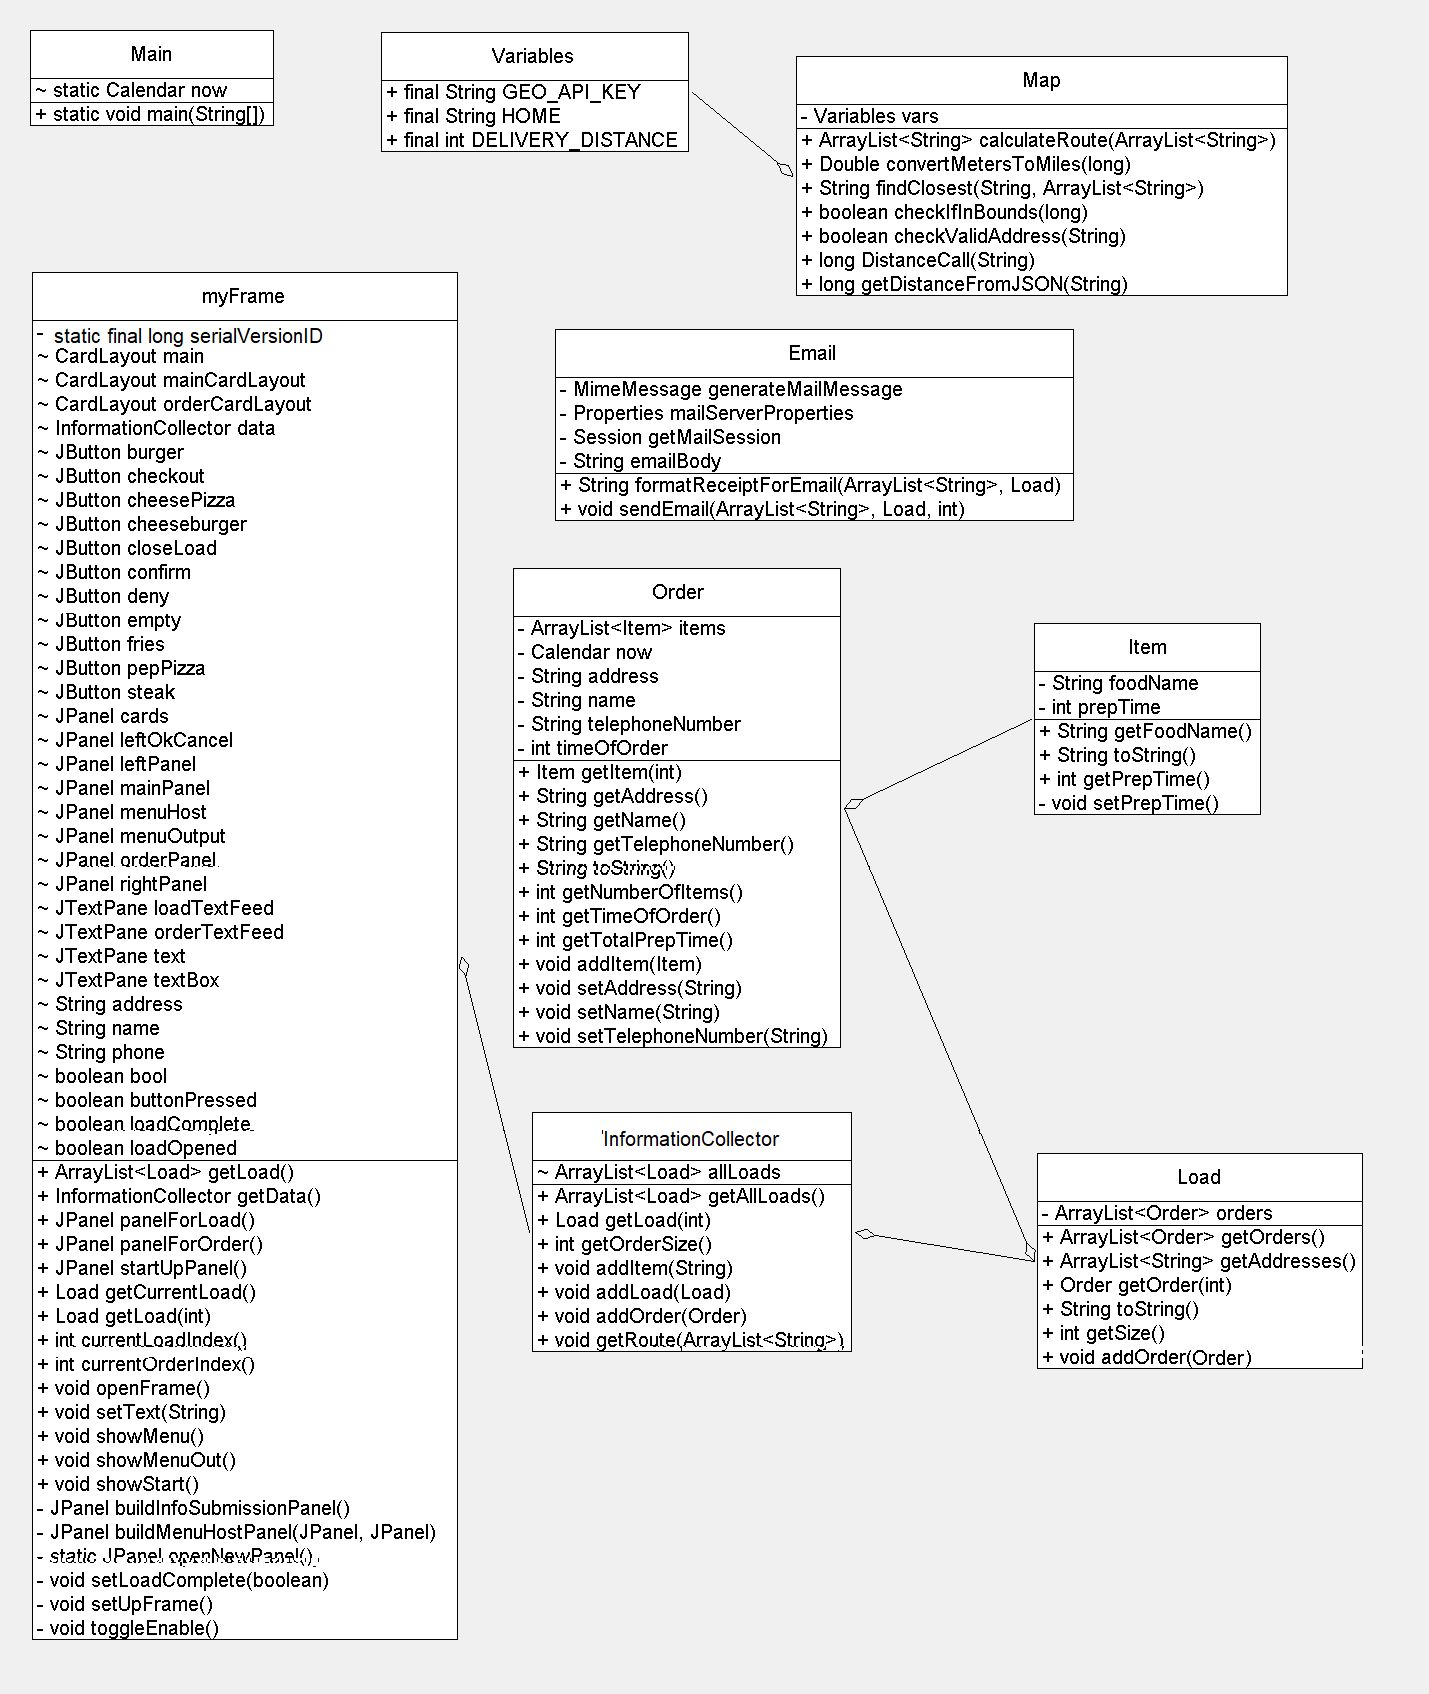 Main
~ static Calendar now
+ static void main(String[])
Variables
+ final String GEO_API_KEY
+ final String HOME
+ final int DELIVERY_DISTANCE
Map
- Variables vars
+ ArrayList<String> calculateRoute(ArrayList<String>)
+ Double convertMetersToMiles(long)
+ String findClosest(String, ArrayList<String>)
+ boolean checkIfInBounds(long)
+ boolean checkValidAddress(String)
+ long DistanceCall(String)
+ long getDistanceFromJSON(String)
myFrame
- static final long serialVersionID
~ CardLayout main
~ CardLayout mainCardLayout
~ CardLayout orderCardLayout
~ InformationCollector data
~ JButton burger
~ JButton checkout
~ JButton cheesePizza
~ JButton cheeseburger
~ JButton closeLoad
~ JButton confirm
~ JButton deny
~ JButton empty
~ JButton fries
~ JButton pepPizza
~ JButton steak
~ JPanel cards
~ JPanel leftOkCancel
~ JPanel leftPanel
~ JPanel mainPanel
~ JPanel menuHost
~ JPanel menuOutput
~ JPanel orderPanel
~ JPanel rightPanel
~ JTextPane loadTextFeed
~ JTextPane orderTextFeed
~ JTextPane text
~ JTextPane textBox
~ String address
~ String name
~ String phone
~ boolean bool
~ boolean buttonPressed
~ boolean loadComplete
~ boolean loadOpened
+ ArrayList<Load> getLoad()
+ InformationCollector getData()
+ JPanel panelForLoad()
+ JPanel panelForOrder()
+ JPanel startUpPanel()
+ Load getCurrentLoad()
+ Load getLoad(int)
+ int currentLoadIndex()
+ int currentOrderIndex()
+ void openFrame()
+ void setText(String)
+ void showMenu()
+ void showMenuOut()
+ void showStart()
- JPanel buildInfoSubmissionPanel()
- JPanel buildMenuHostPanel(JPanel, JPanel)
- static JPanel openNewPanel()
- void setLoadComplete(boolean)
- void setUpFrame()
- void toggleEnable()
Email
- MimeMessage generateMailMessage
- Properties mailServerProperties
- Session getMailSession
- String emailBody
+ String formatReceiptForEmail(ArrayList<String>, Load)
+ void sendEmail(ArrayList<String>, Load, int)
Order
- ArrayList<Item> items
- Calendar now
- String address
- String name
- String telephoneNumber
- int timeOfOrder
+ Item getItem(int)
+ String getAddress()
+ String getName()
+ String getTelephoneNumber()
+ String toString()
+ int getNumberOfItems()
+ int getTimeOfOrder()
+ int getTotalPrepTime()
+ void addItem(Item)
+ void setAddress(String)
+ void setName(String)
+ void setTelephoneNumber(String)
Item
- String foodName
- int prepTime
+ String getFoodName()
+ String toString()
+ int getPrepTime()
- void setPrepTime()
InformationCollector
~ ArrayList<Load> allLoads
+ ArrayList<Load> getAllLoads()
+ Load getLoad(int)
+ int getOrderSize()
+ void addItem(String)
+ void addLoad(Load)
+ void addOrder(Order)
+ void getRoute(ArrayList<String>)
Load
- ArrayList<Order> orders
+ ArrayList<Order> getOrders()
+ ArrayList<String> getAddresses()
+ Order getOrder(int)
+ String toString()
+ int getSize()
+ void addOrder(Order)